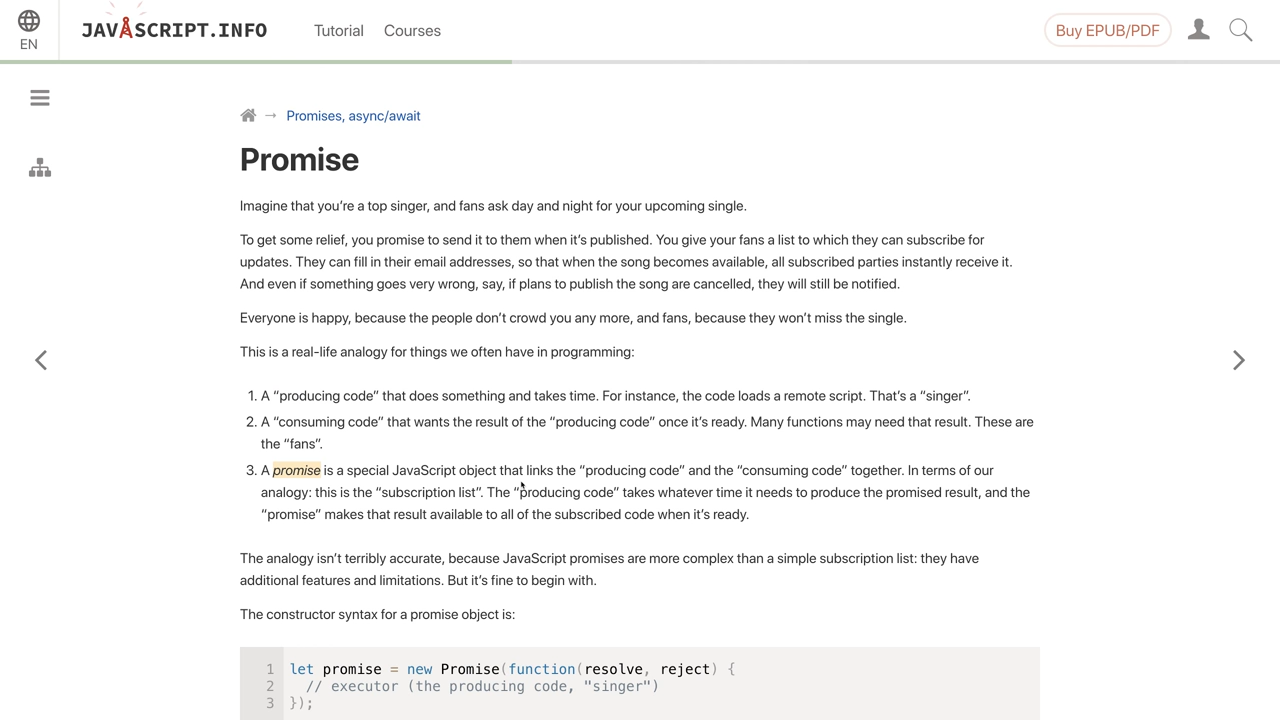 EN
JAVASCRIPT.INFO
Tutorial Courses
Buy EPUB/PDF
→ Promises, async/await
Promise
Imagine that you’re a top singer, and fans ask day and night for your upcoming single.
To get some relief, you promise to send it to them when it’s published. You give your fans a list to which they can subscribe for
updates. They can fill in their email addresses, so that when the song becomes available, all subscribed parties instantly receive it.
And even if something goes very wrong, say, if plans to publish the song are cancelled, they will still be notified.
Everyone is happy, because the people don’t crowd you any more, and fans, because they won’t miss the single.
This is a real-life analogy for things we often have in programming:
1. A “producing code” that does something and takes time. For instance, the code loads a remote script. That’s a “singer”.
2. A “consuming code” that wants the result of the “producing code” once it’s ready. Many functions may need that result. These are
the “fans”.
3. A promise is a special JavaScript object that links the “producing code” and the “consuming code” together. In terms of our
analogy: this is the “subscription list”. The “producing code” takes whatever time it needs to produce the promised result, and the
“promise” makes that result available to all of the subscribed code when it’s ready.
The analogy isn’t terribly accurate, because JavaScript promises are more complex than a simple subscription list: they have
additional features and limitations. But it’s fine to begin with.
The constructor syntax for a promise object is:
1 let promise = new Promise(function(resolve, reject) {
2 // executor (the producing code, "singer")
3 });